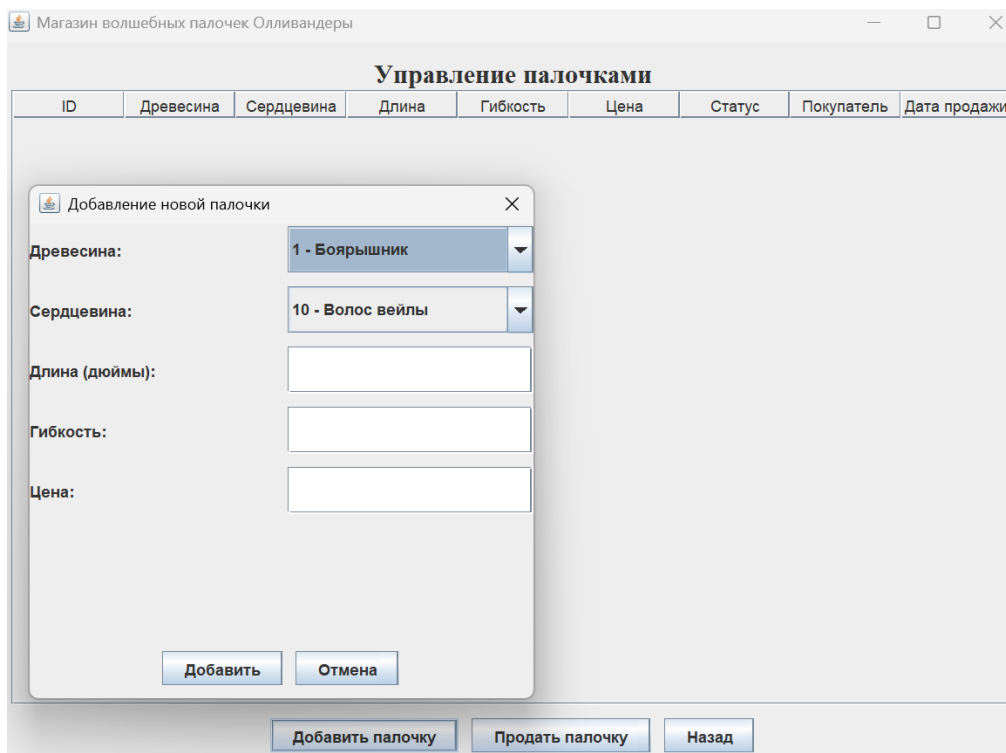 Магазин волшебных палочек Олливандеры
Управление палочками
ID Древесина Сердцевина Длина Гибкость Цена Статус Покупатель Дата продажи
Добавление новой палочки
Древесина: 1 - Боярышник
Сердцевина: 10 - Волос вейлы
Длина (дюймы):
Гибкость:
Цена:
Добавить Отмена
Добавить палочку Продать палочку Назад